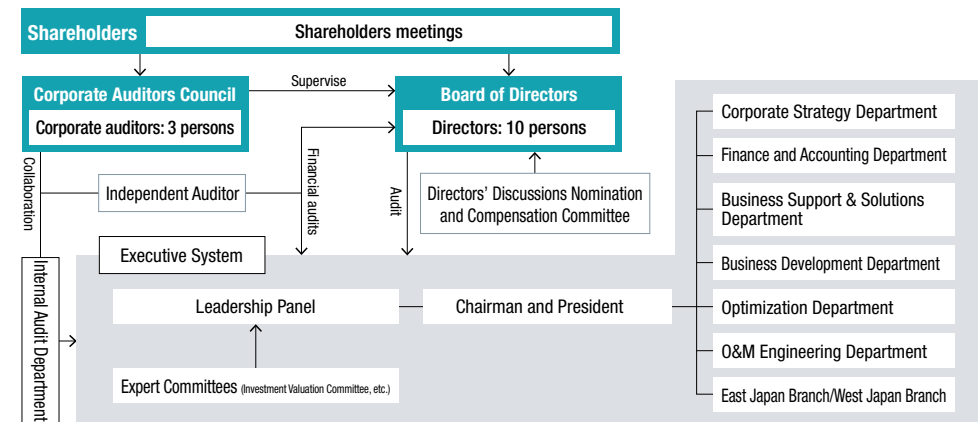 Shareholders
Shareholders meetings
Corporate Auditors Council
Corporate auditors: 3 persons
Supervise
Board of Directors
Directors: 10 persons
Collaboration
Independent Auditor
Financial audits
Audit
Directors’ Discussions Nomination
and Compensation Committee
Internal Audit Department
Executive System
Leadership Panel
Chairman and President
Expert Committees (Investment Valuation Committee, etc.)
Corporate Strategy Department
Finance and Accounting Department
Business Support & Solutions
Department
Business Development Department
Optimization Department
O&M Engineering Department
East Japan Branch/West Japan Branch